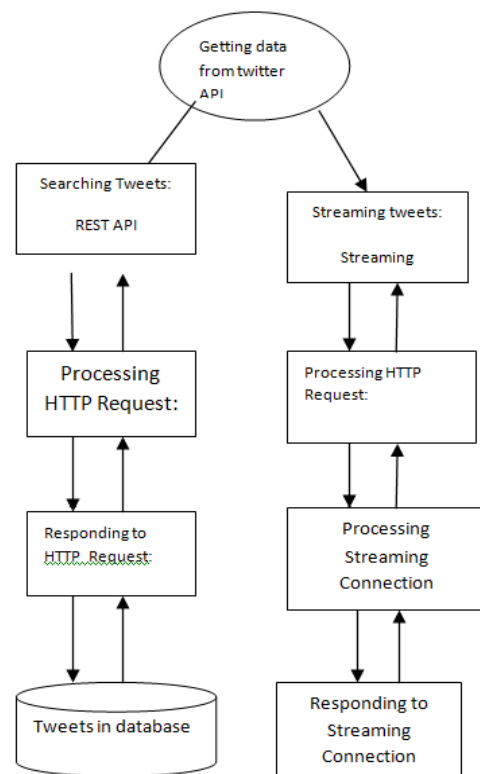 Getting data
from twitter
API
Searching Tweets:
REST API
Processing
HTTP Request:
Responding to
HTTP Request:
Tweets in database
Streaming tweets:
Streaming
Processing HTTP
Request:
Processing
Streaming
Connection
Responding to
Streaming
Connection